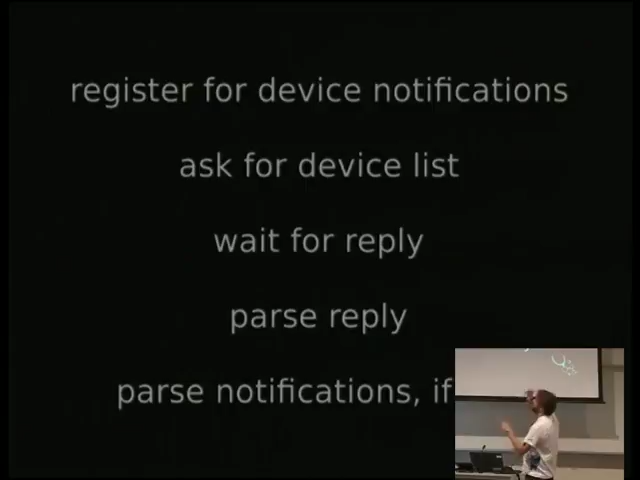 register for device notifications
ask for device list
wait for reply
parse reply
parse notifications, if